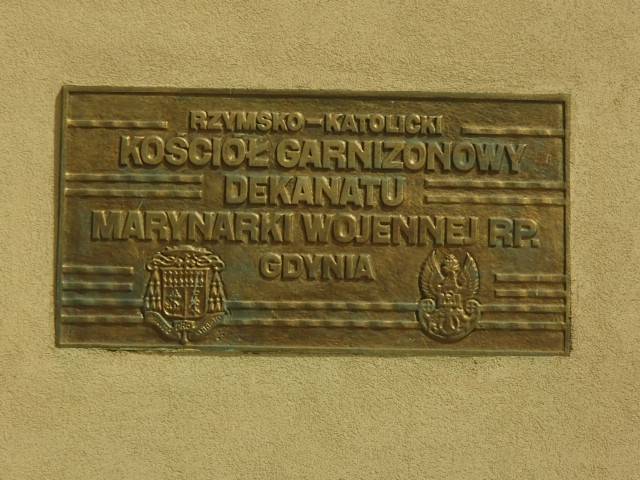 RZYMSKO-KATOLICKI
KOŚCIÓŁ GARNIZONOWY
DEKANATU
MARYNARKI WOJENNEJ RP.
GDYNIA